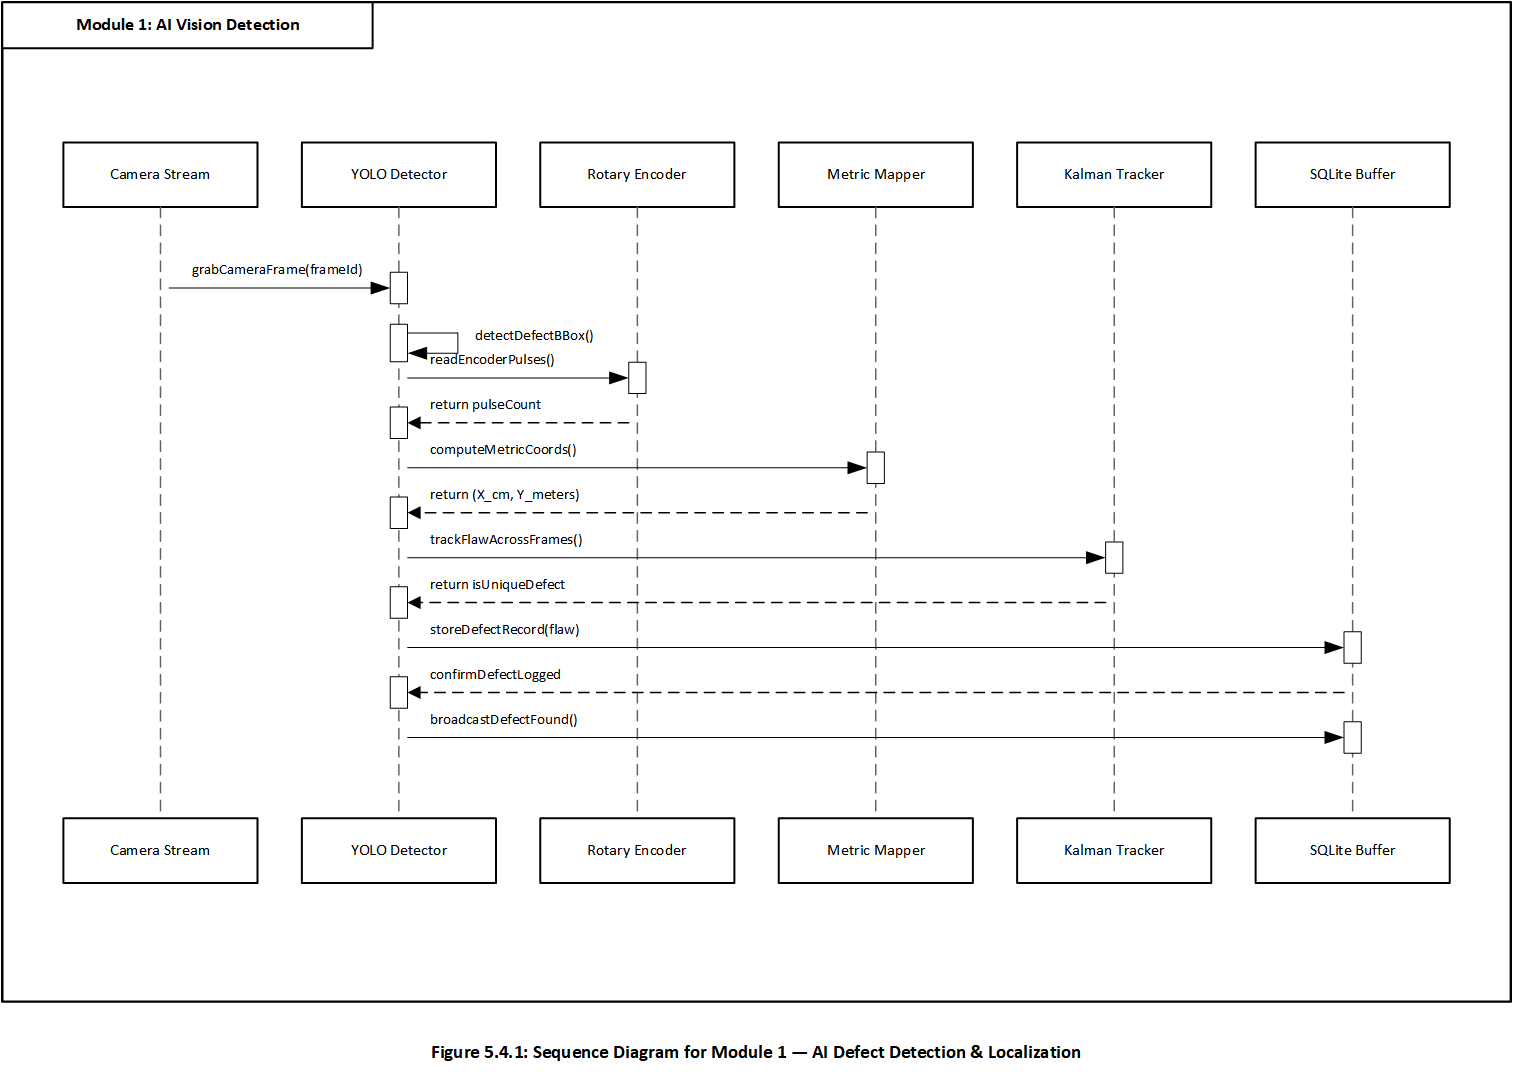 Module 1: AI Vision Detection
Camera Stream
YOLO Detector
Rotary Encoder
Metric Mapper
Kalman Tracker
SQLite Buffer
grabCameraFrame(frameId)
detectDefectBBox()
readEncoderPulses()
return pulseCount
computeMetricCoords()
return (X_cm, Y_meters)
trackFlawAcrossFrames()
return isUniqueDefect
storeDefectRecord(flaw)
confirmDefectLogged
broadcastDefectFound()
Camera Stream
YOLO Detector
Rotary Encoder
Metric Mapper
Kalman Tracker
SQLite Buffer
Figure 5.4.1: Sequence Diagram for Module 1 — AI Defect Detection & Localization